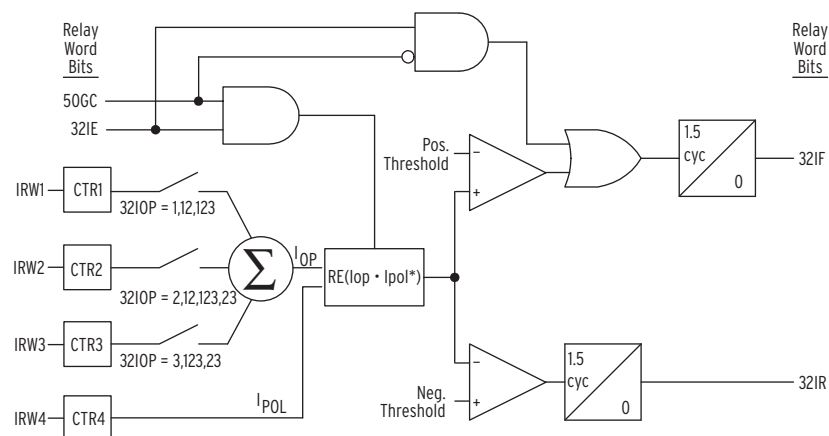 Relay
Word
Bits
Relay
Word
Bits
50GC
32IE
IRW1
CTR1
32IOP = 1,12,123
IRW2
CTR2
32IOP = 2,12,123,23
IRW3
CTR3
32IOP = 3,123,23
IRW4
CTR4
Σ
IOP
IPOL
RE(Iop · Ipol*)
Pos.
Threshold
−
+
1.5
cyc
0
32IF
−
+
Neg.
Threshold
1.5
cyc
0
32IR